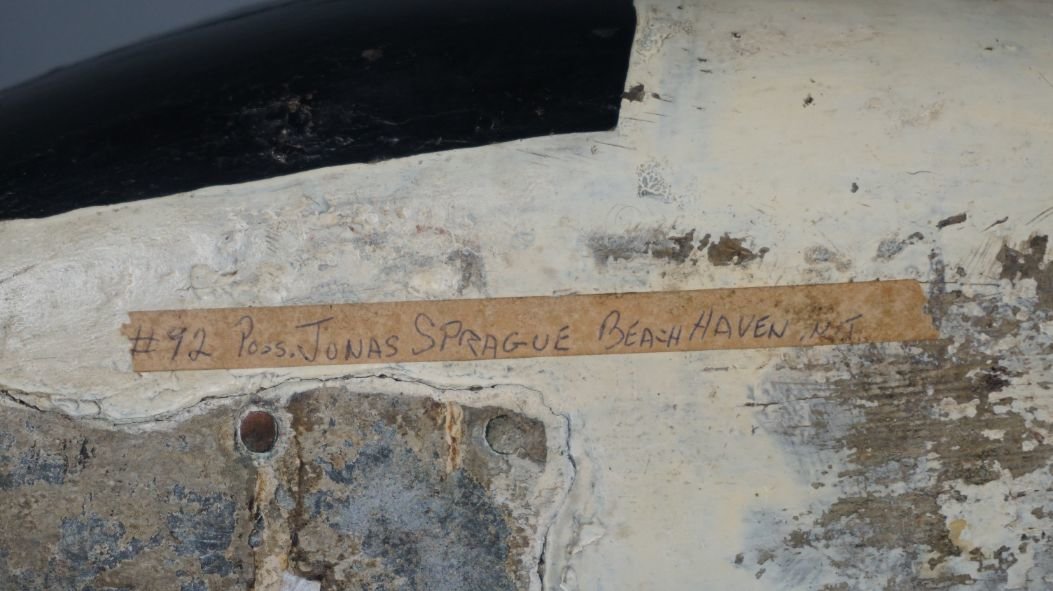 #92 Poss. JONAS SPRAGUE BEACH HAVEN, N.J.